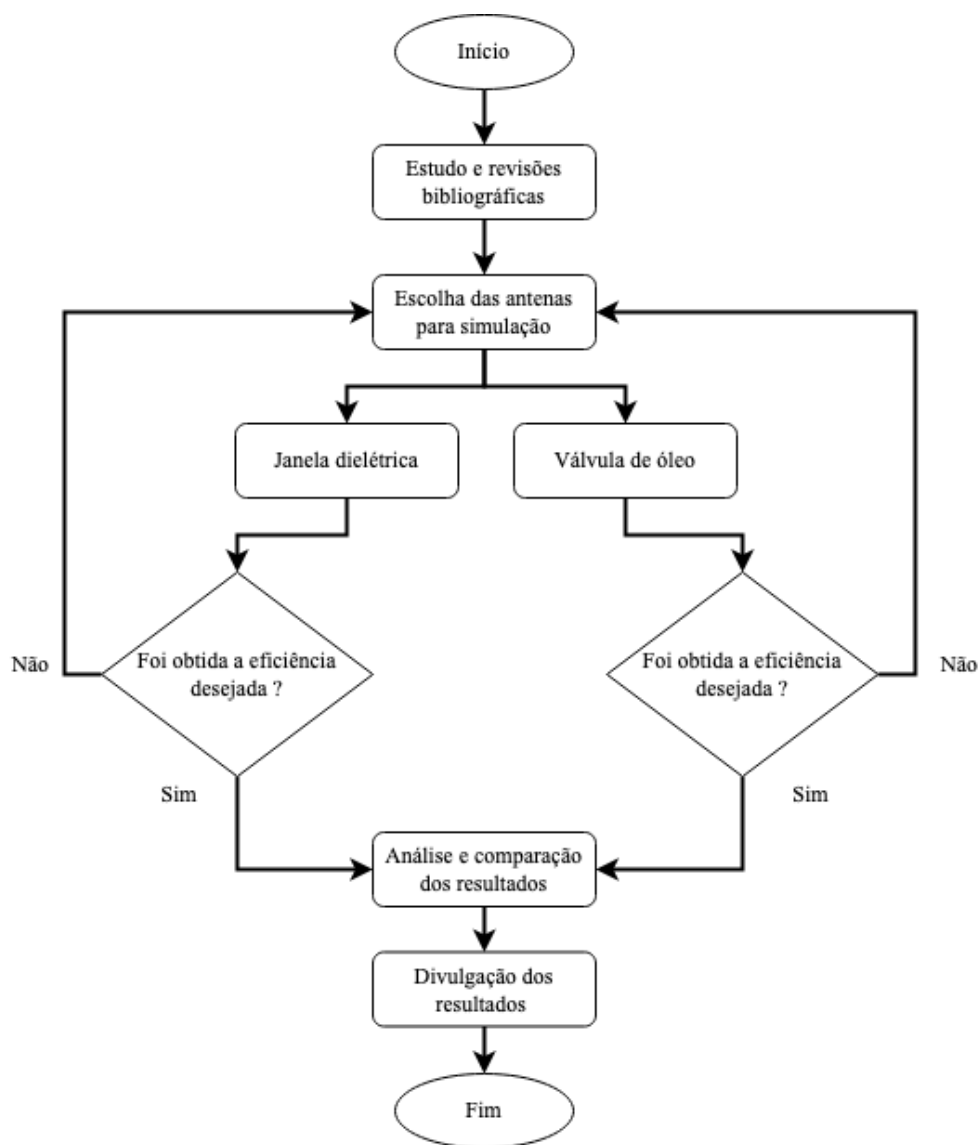 Início
Estudo e revisões
bibliográficas
Escolha das antenas
para simulação
Janela dielétrica
Válvula de óleo
Não
Foi obtida a eficiência
desejada ?
Foi obtida a eficiência
desejada ?
Não
Sim
Sim
Análise e comparação
dos resultados
Divulgação dos
resultados
Fim